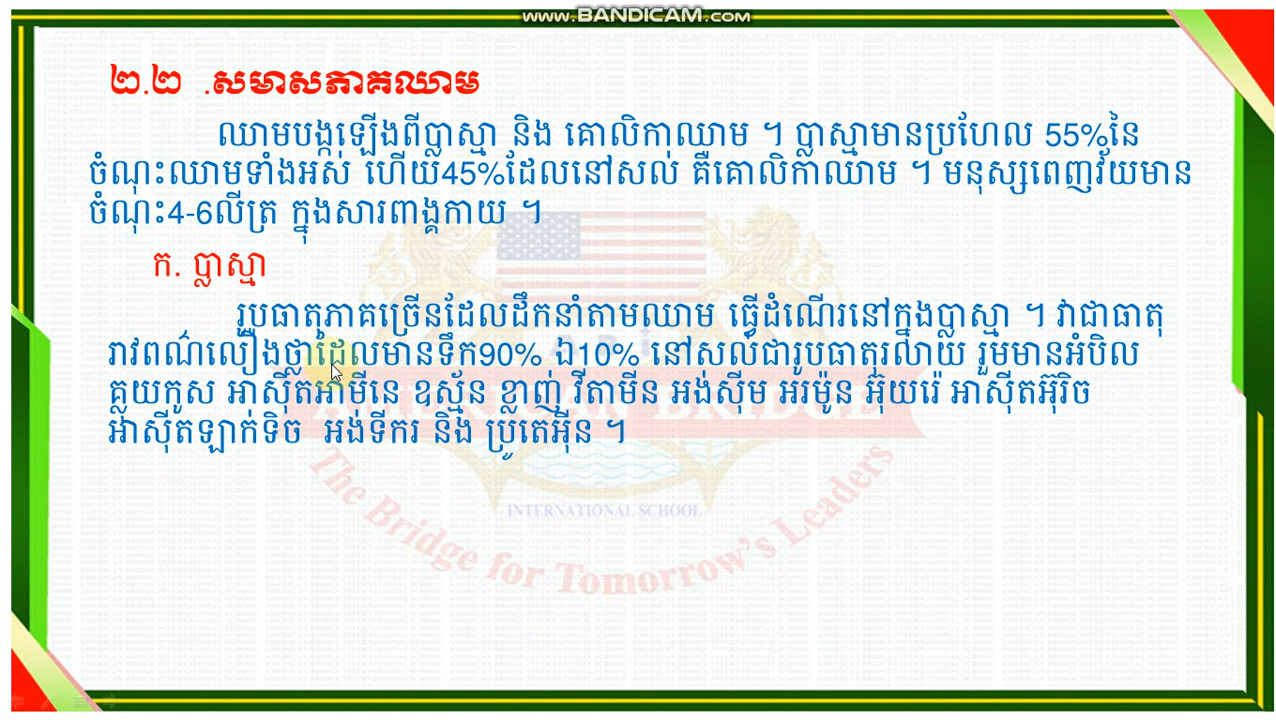 www.BANDICAM.com
២.២ .សមាសភាគឈាម
ឈាមបង្កឡើងពីប្លាស្មា និង គោលិកាឈាម ។ ប្លាស្មាមានប្រហែល 55%នៃ
ចំណុះឈាមទាំងអស់ ហើយ45%ដែលនៅសល់ គឺគោលិកាឈាម ។ មនុស្សពេញវ័យមាន
ចំណុះ4-6លីត្រ ក្នុងសារពាង្គកាយ ។
ក. ប្លាស្មា
រូបធាតុភាគច្រើនដែលដឹកនាំតាមឈាម ធ្វើដំណើរនៅក្នុងប្លាស្មា ។ វាជាធាតុ
រាវពណ៌លឿងថ្លាដែលមានទឹក90% ឯ10% នៅសល់ជារូបធាតុរលាយ រួមមានអំបិល
គ្លុយកូស អាស៊ីតអាមីនេ ឧស្ម័ន ខ្លាញ់ វីតាមីន អង់ស៊ីម អរម៉ូន អ៊ុយរ៉េ អាស៊ីតអ៊ុរិច
អាស៊ីតឡាក់ទិច អង់ទីករ និង ប្រូតេអ៊ីន ។
AMERICAN BRIDGE
INTERNATIONAL SCHOOL
The Bridge for Tomorrow's Leaders